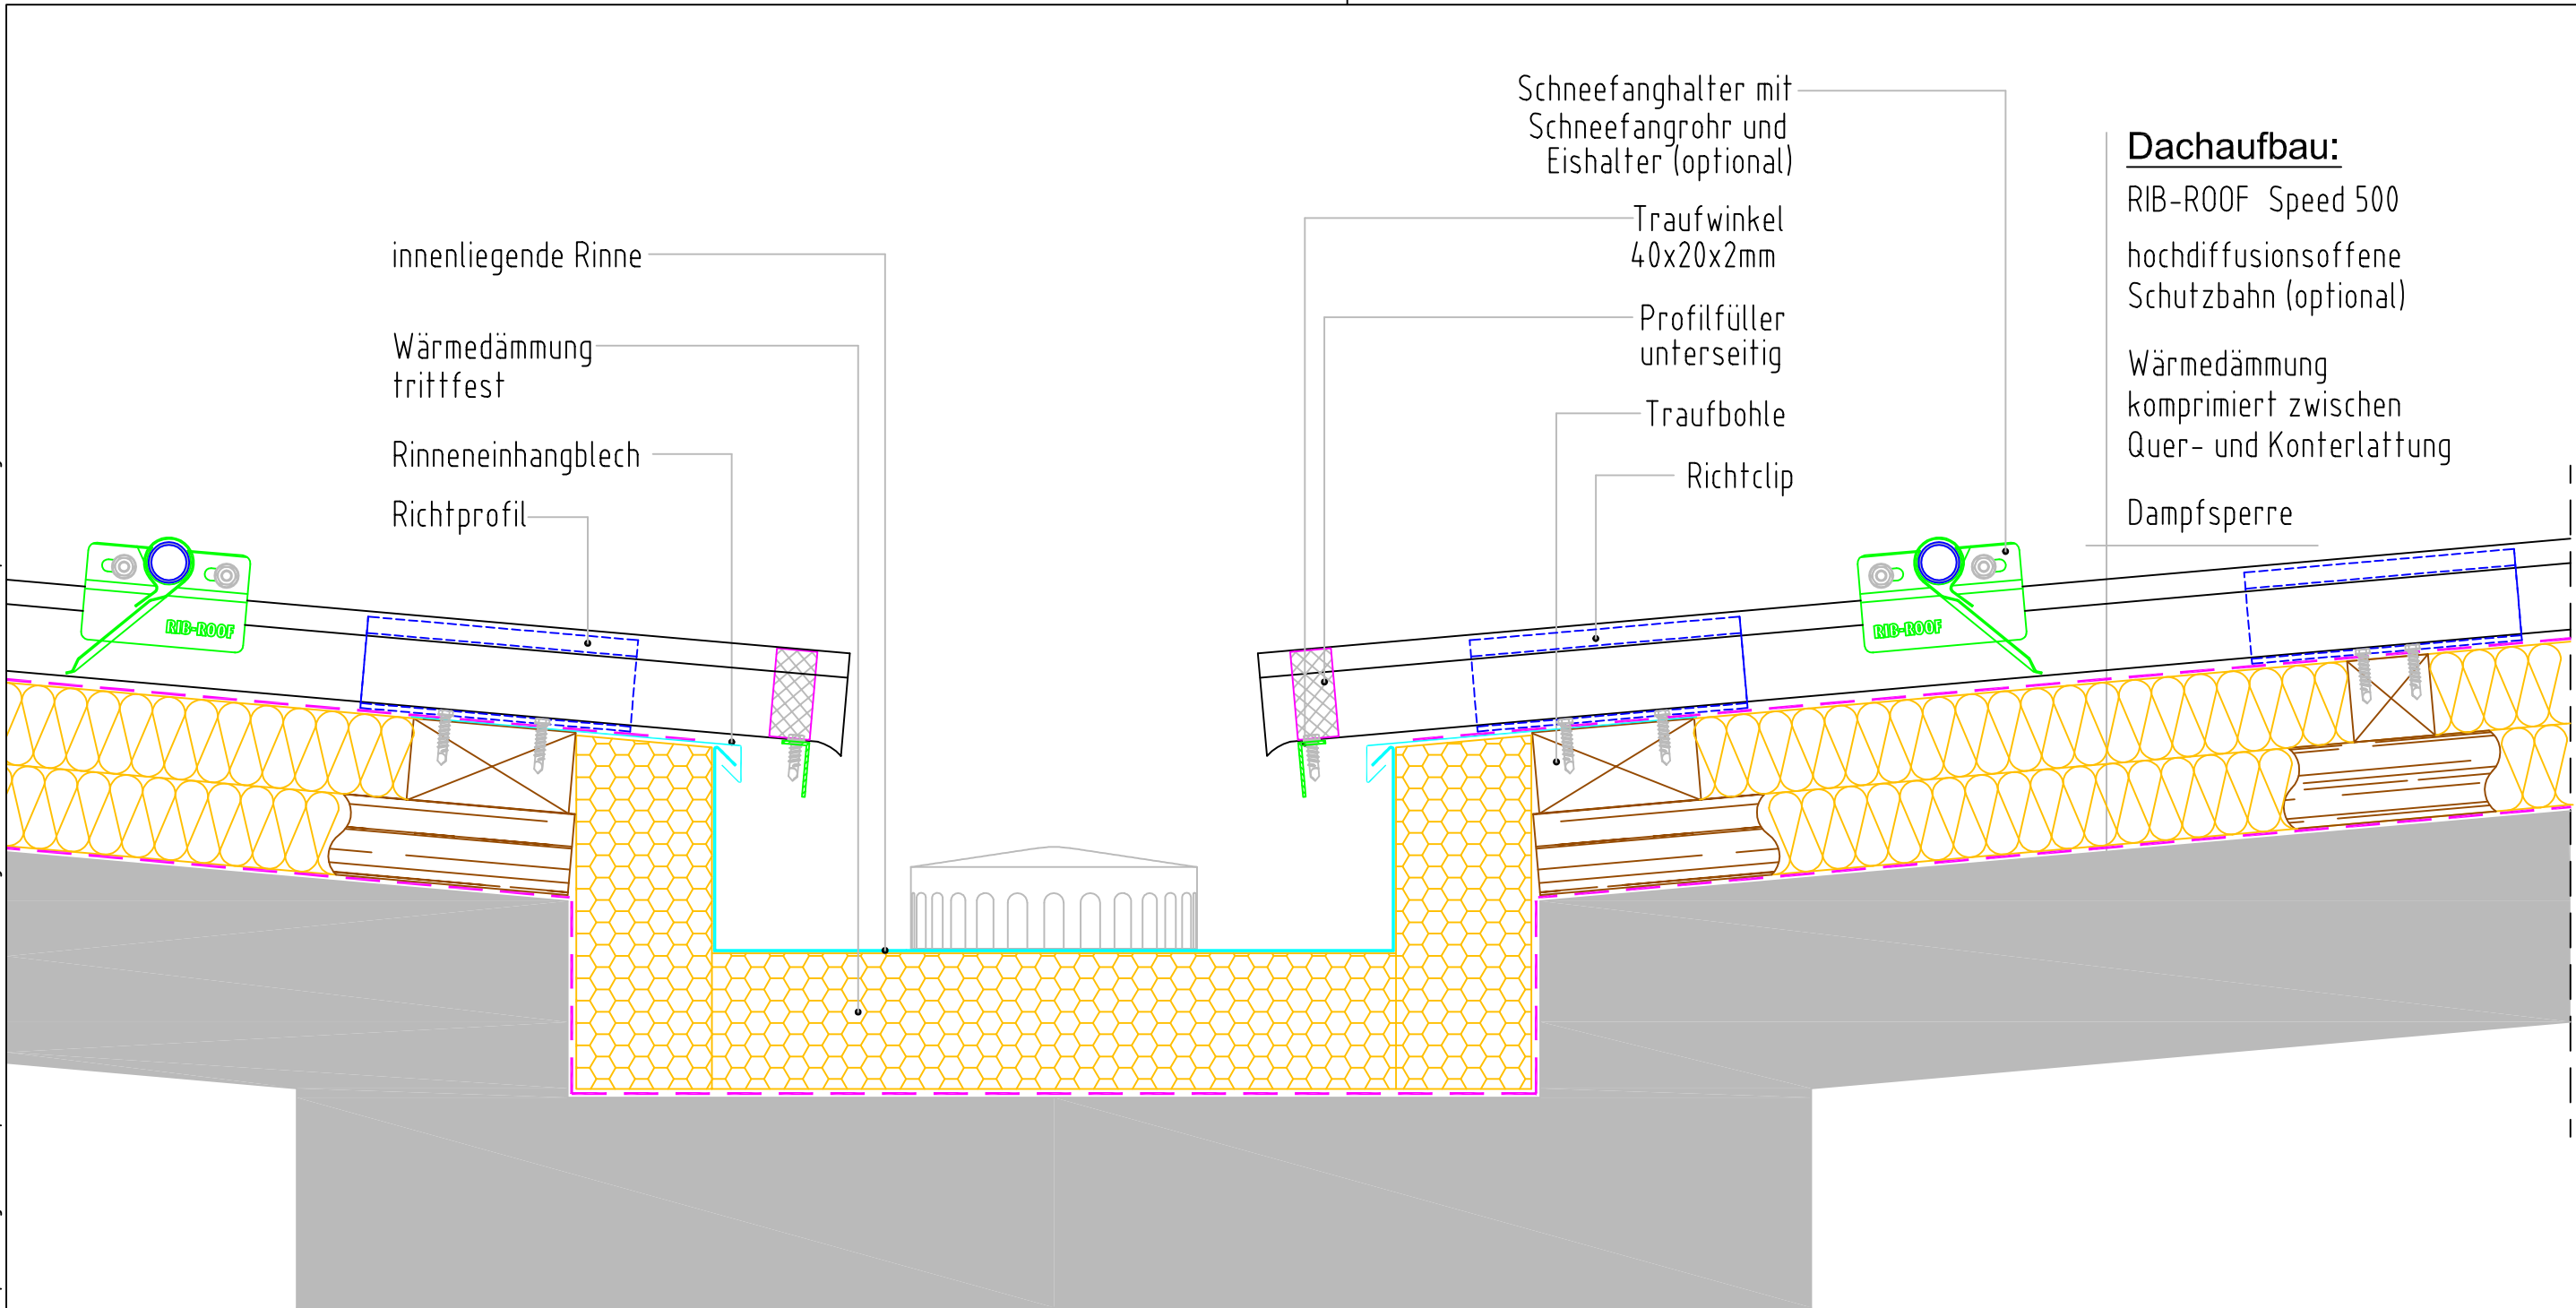 innenliegende Rinne
Wärmedämmung
trittfest
Rinneneinhangblech
Richtprofil
Schneefanghalter mit
Schneefangrohr und
Eishalter (optional)
Traufwinkel
40x20x2mm
Profilfüller
unterseitig
Traufbohle
Richtclip
Dachaufbau:
RIB-ROOF Speed 500
hochdiffusionsoffene
Schutzbahn (optional)
Wärmedämmung
komprimiert zwischen
Quer- und Konterlattung
Dampfsperre
RIB-ROOF
RIB-ROOF